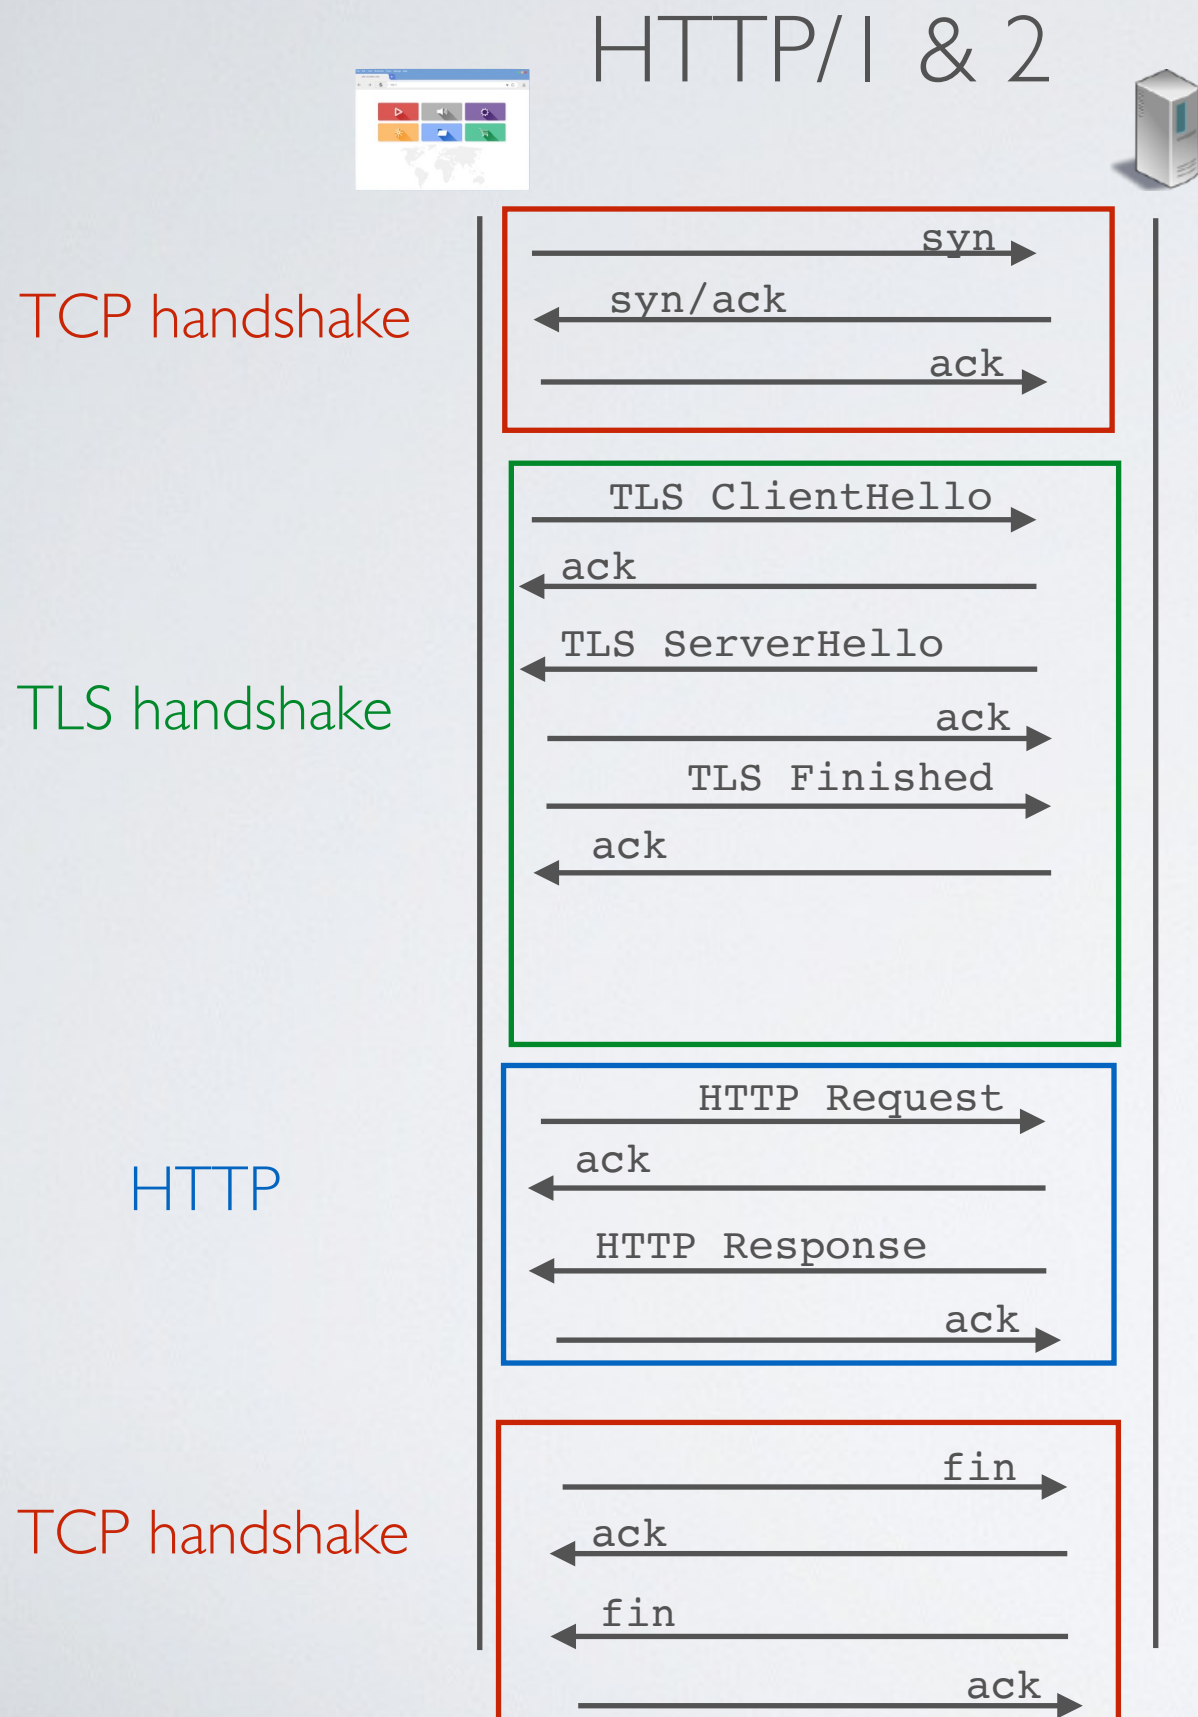 HTTP/1 & 2
syn
syn/ack
TCP handshake
ack
TLS ClientHello
ack
TLS ServerHello
TLS handshake
ack
TLS Finished
ack
HTTP Request
ack
HTTP
HTTP Response
ack
fin
TCP handshake
ack
fin
ack